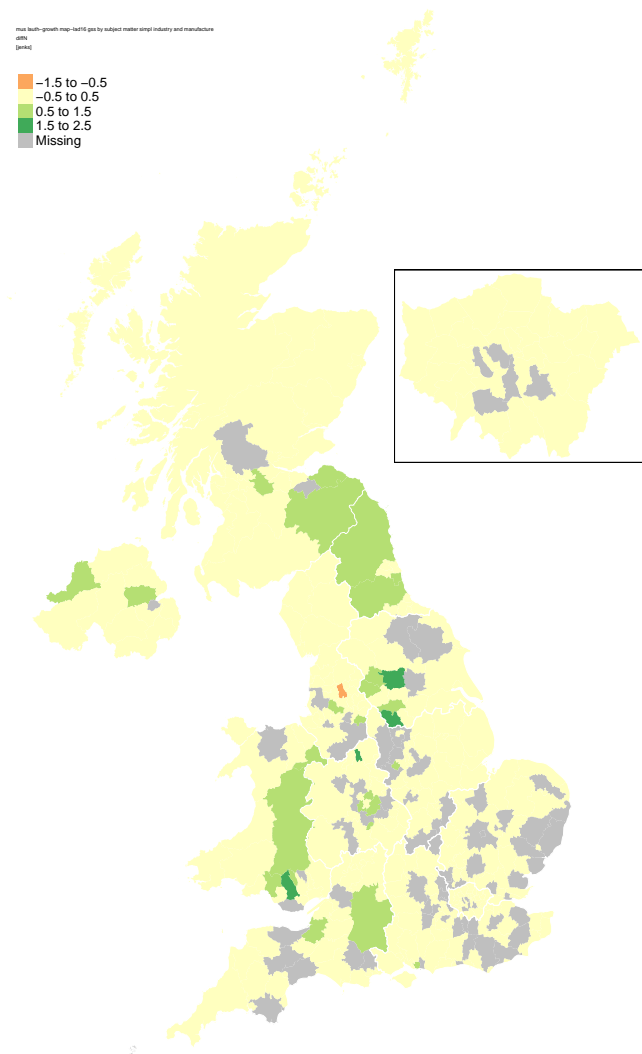 mus lauth-growth map-lad16 gss by subject matter simpl industry and manufacture
diffN
[jenks]
−1.5 to −0.5
−0.5 to 0.5
0.5 to 1.5
1.5 to 2.5
Missing